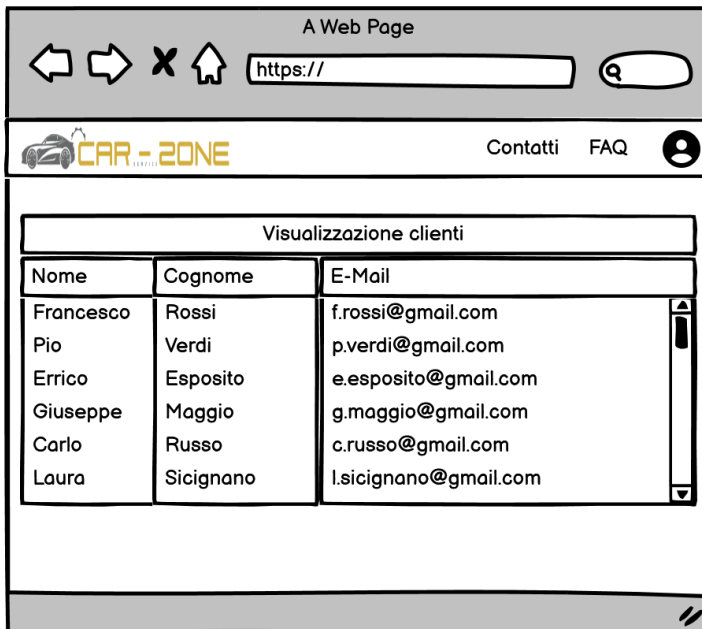 A Web Page
https://
CAR - ZONE
SERVICE
Contatti FAQ
Visualizzazione clienti
Nome Cognome E-Mail
Francesco Rossi f.rossi@gmail.com
Pio Verdi p.verdi@gmail.com
Errico Esposito e.esposito@gmail.com
Giuseppe Maggio g.maggio@gmail.com
Carlo Russo c.russo@gmail.com
Laura Sicignano l.sicignano@gmail.com